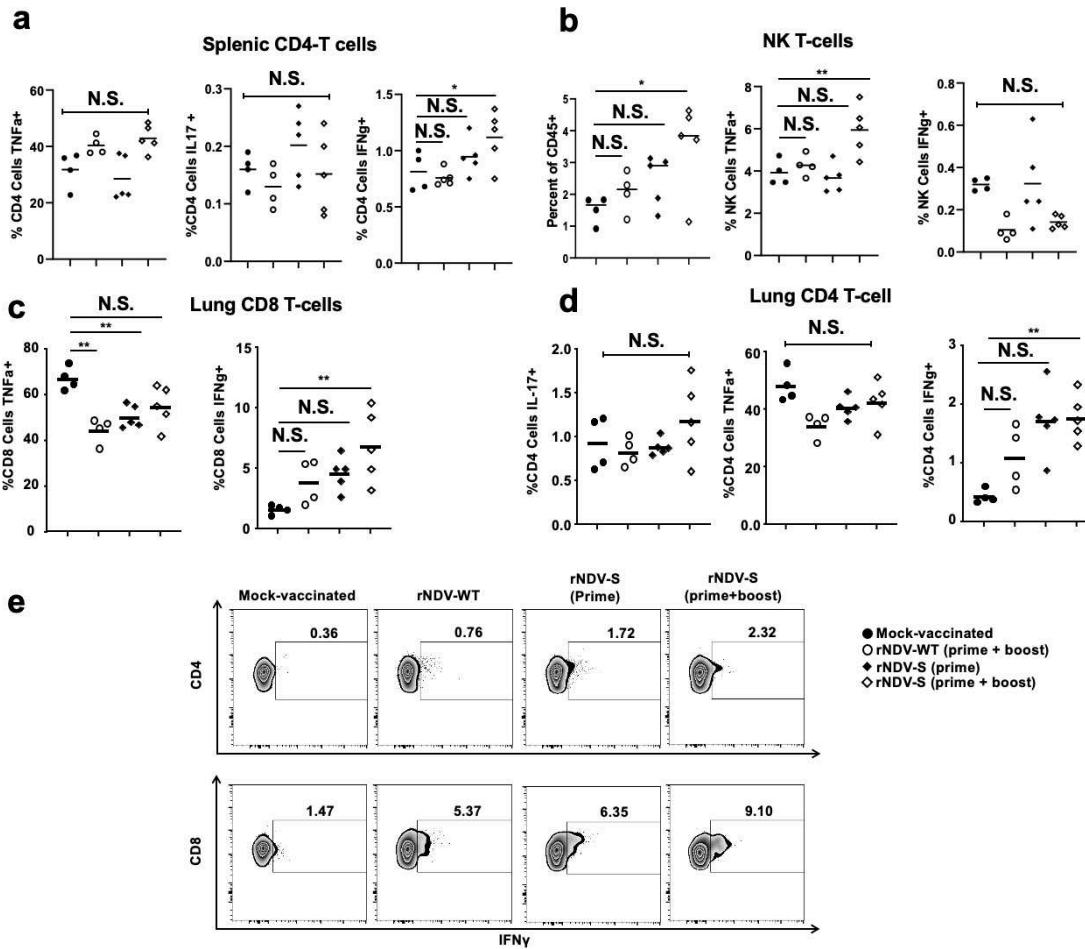 a
Splenic CD4-T cells
% CD4 Cells TNFa+
60
40
20
0
N.S.
%CD4 Cells IL17 +
0.3
0.2
0.1
0.0
N.S.
% CD4 Cells IFNg+
1.5
1.0
0.5
0.0
*
N.S.
N.S.
b
NK T-cells
Percent of CD45+
5
4
3
2
1
0
*
N.S.
N.S.
% NK Cells TNFa+
8
6
4
2
0
**
N.S.
N.S.
% NK Cells IFNg+
0.8
0.6
0.4
0.2
0.0
N.S.
c
Lung CD8 T-cells
%CD8 Cells TNFa+
80
60
40
20
0
N.S.
**
**
%CD8 Cells IFNg+
15
10
5
0
**
N.S.
N.S.
d
Lung CD4 T-cell
%CD4 Cells IL-17+
2.0
1.5
1.0
0.5
0.0
N.S.
%CD4 Cells TNFa+
80
60
40
20
0
N.S.
%CD4 Cells IFNg+
3
2
1
0
**
N.S.
N.S.
e
Mock-vaccinated
rNDV-WT
rNDV-S
(Prime)
rNDV-S
(prime+boost)
CD4
0.36
0.76
1.72
2.32
CD8
1.47
5.37
6.35
9.10
IFNγ
Mock-vaccinated
rNDV-WT (prime + boost)
rNDV-S (prime)
rNDV-S (prime + boost)